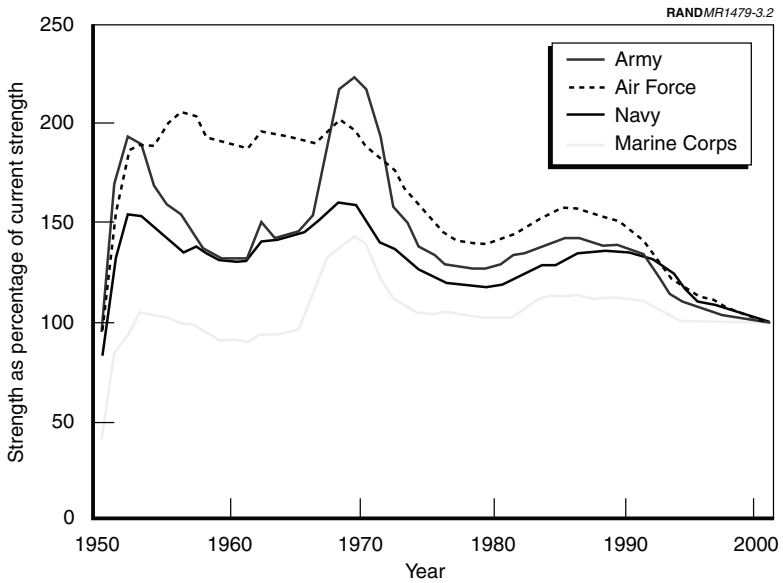 RANDMR1479-3.2
250
200
150
100
50
0
Strength as percentage of current strength
Army
Air Force
Navy
Marine Corps
1950 1960 1970 1980 1990 2000
Year